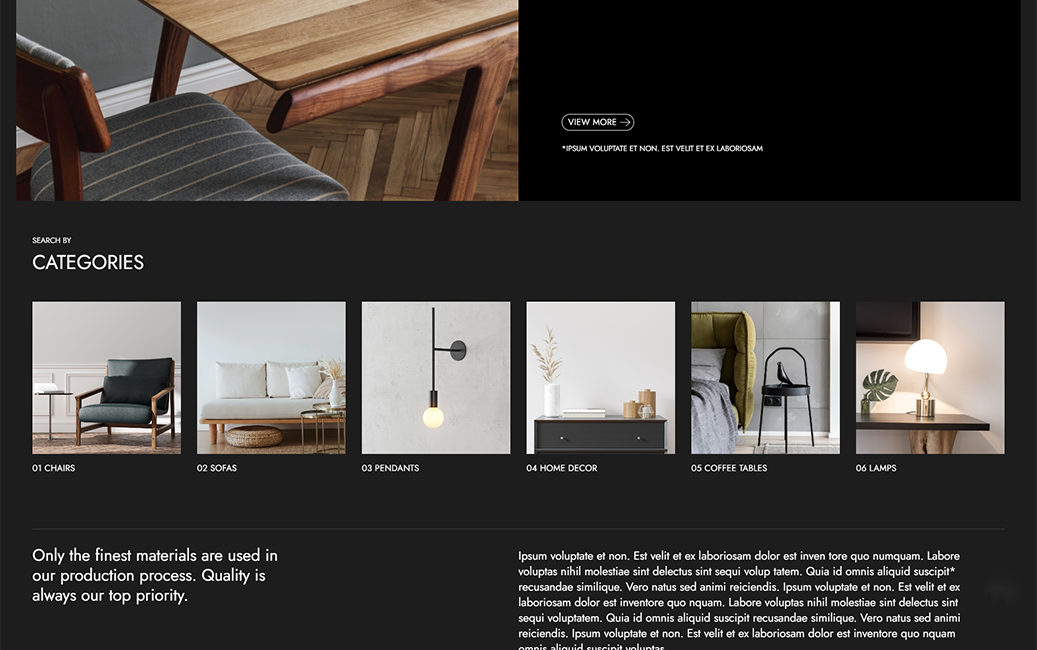 VIEW MORE
*IPSUM VOLUPTATE ET NON. EST VELIT ET EX LABORIOSAM
SEARCH BY
CATEGORIES
01 CHAIRS
02 SOFAS
03 PENDANTS
04 HOME DECOR
05 COFFEE TABLES
06 LAMPS
Only the finest materials are used in
our production process. Quality is
always our top priority.
Ipsum voluptate et non. Est velit et ex laboriosam dolor est inven tore quo numquam. Labore
voluptas nihil molestiae sint delectus sint sequi volup tatem. Quia id omnis aliquid suscipit*
recusandae similique. Vero natus sed animi reiciendis. Ipsum voluptate et non. Est velit et ex
laboriosam dolor est inventore quo nquam. Labore voluptas nihil molestiae sint delectus sint
sequi voluptatem. Quia id omnis aliquid suscipit recusandae similique. Vero natus sed animi
reiciendis. Ipsum voluptate et non. Est velit et ex laboriosam dolor est inventore quo nquam
omnis aliquid suscipit voluptas